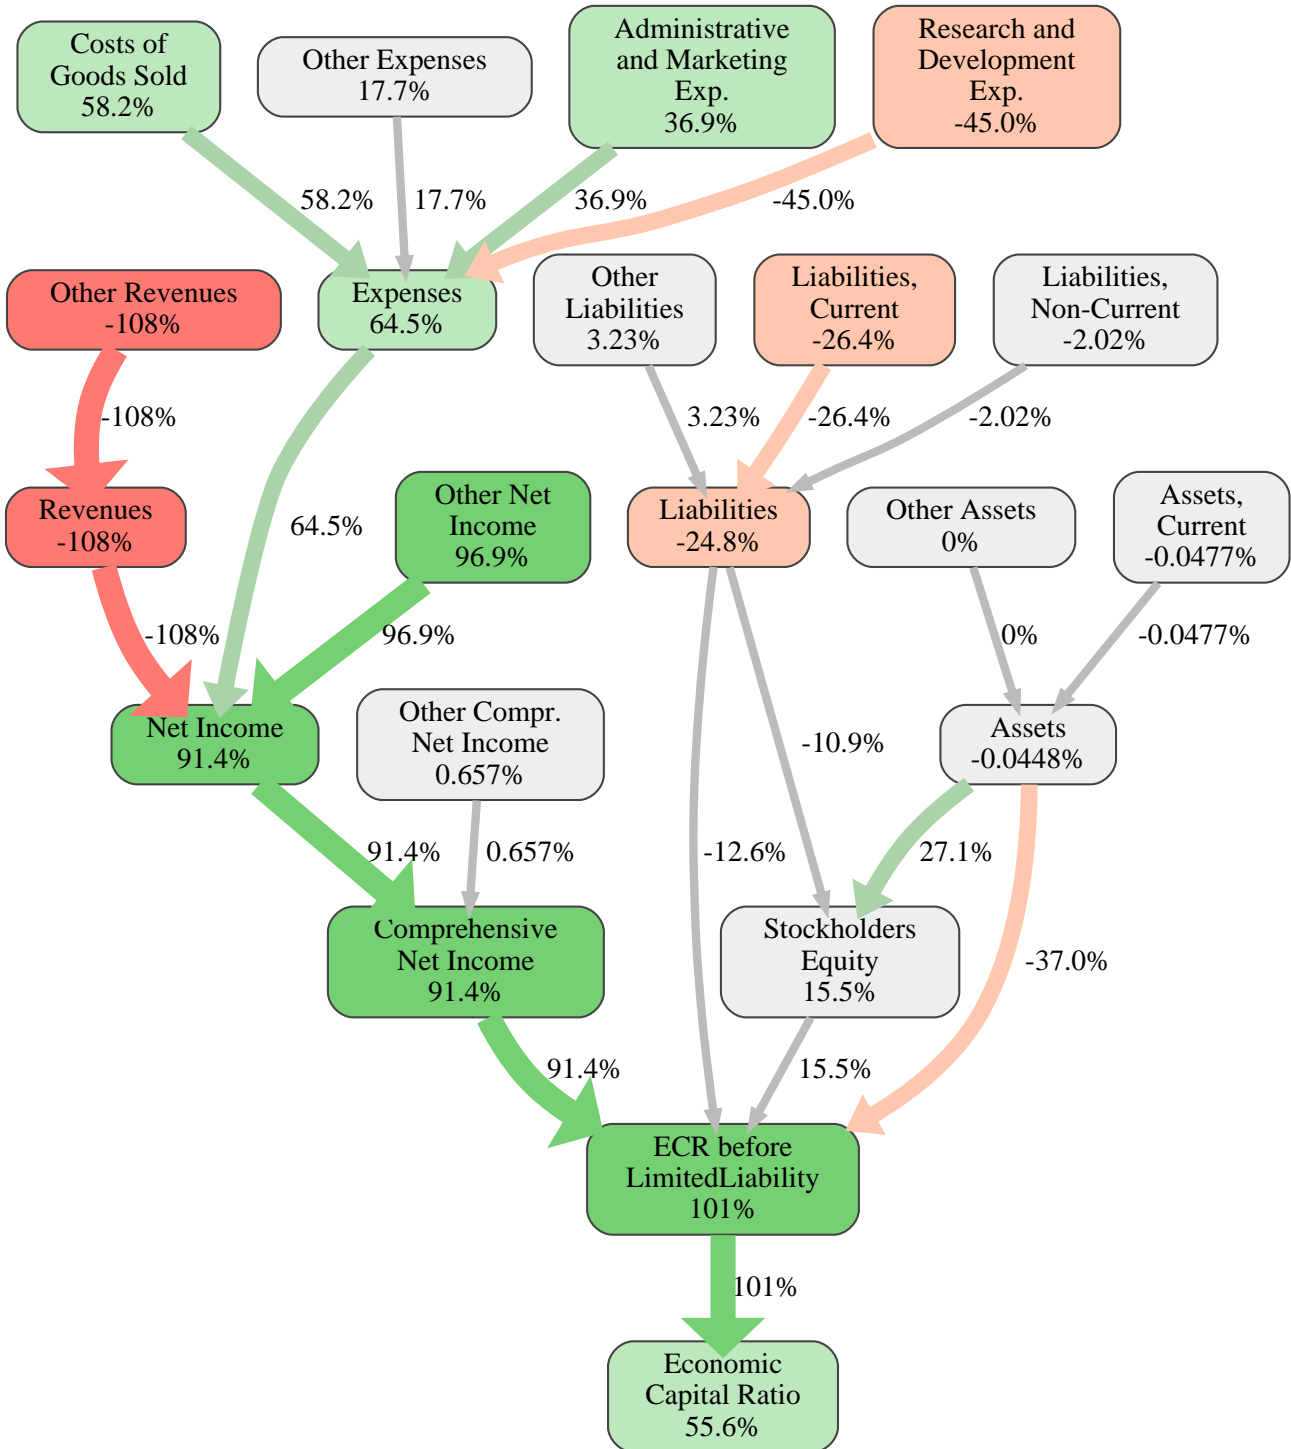 Costs of
Goods Sold
58.2%
Other Expenses
17.7%
Administrative
and Marketing
Exp.
36.9%
Research and
Development
Exp.
-45.0%
58.2%
17.7%
36.9%
-45.0%
Other Revenues
-108%
Expenses
64.5%
Other
Liabilities
3.23%
Liabilities,
Current
-26.4%
Liabilities,
Non-Current
-2.02%
-108%
3.23%
-26.4%
-2.02%
Revenues
-108%
64.5%
Other Net
Income
96.9%
Liabilities
-24.8%
Other Assets
0%
Assets,
Current
-0.0477%
-108%
96.9%
0%
-0.0477%
Net Income
91.4%
Other Compr.
Net Income
0.657%
-10.9%
Assets
-0.0448%
91.4%
0.657%
-12.6%
27.1%
Comprehensive
Net Income
91.4%
Stockholders
Equity
15.5%
-37.0%
91.4%
15.5%
ECR before
LimitedLiability
101%
101%
Economic
Capital Ratio
55.6%